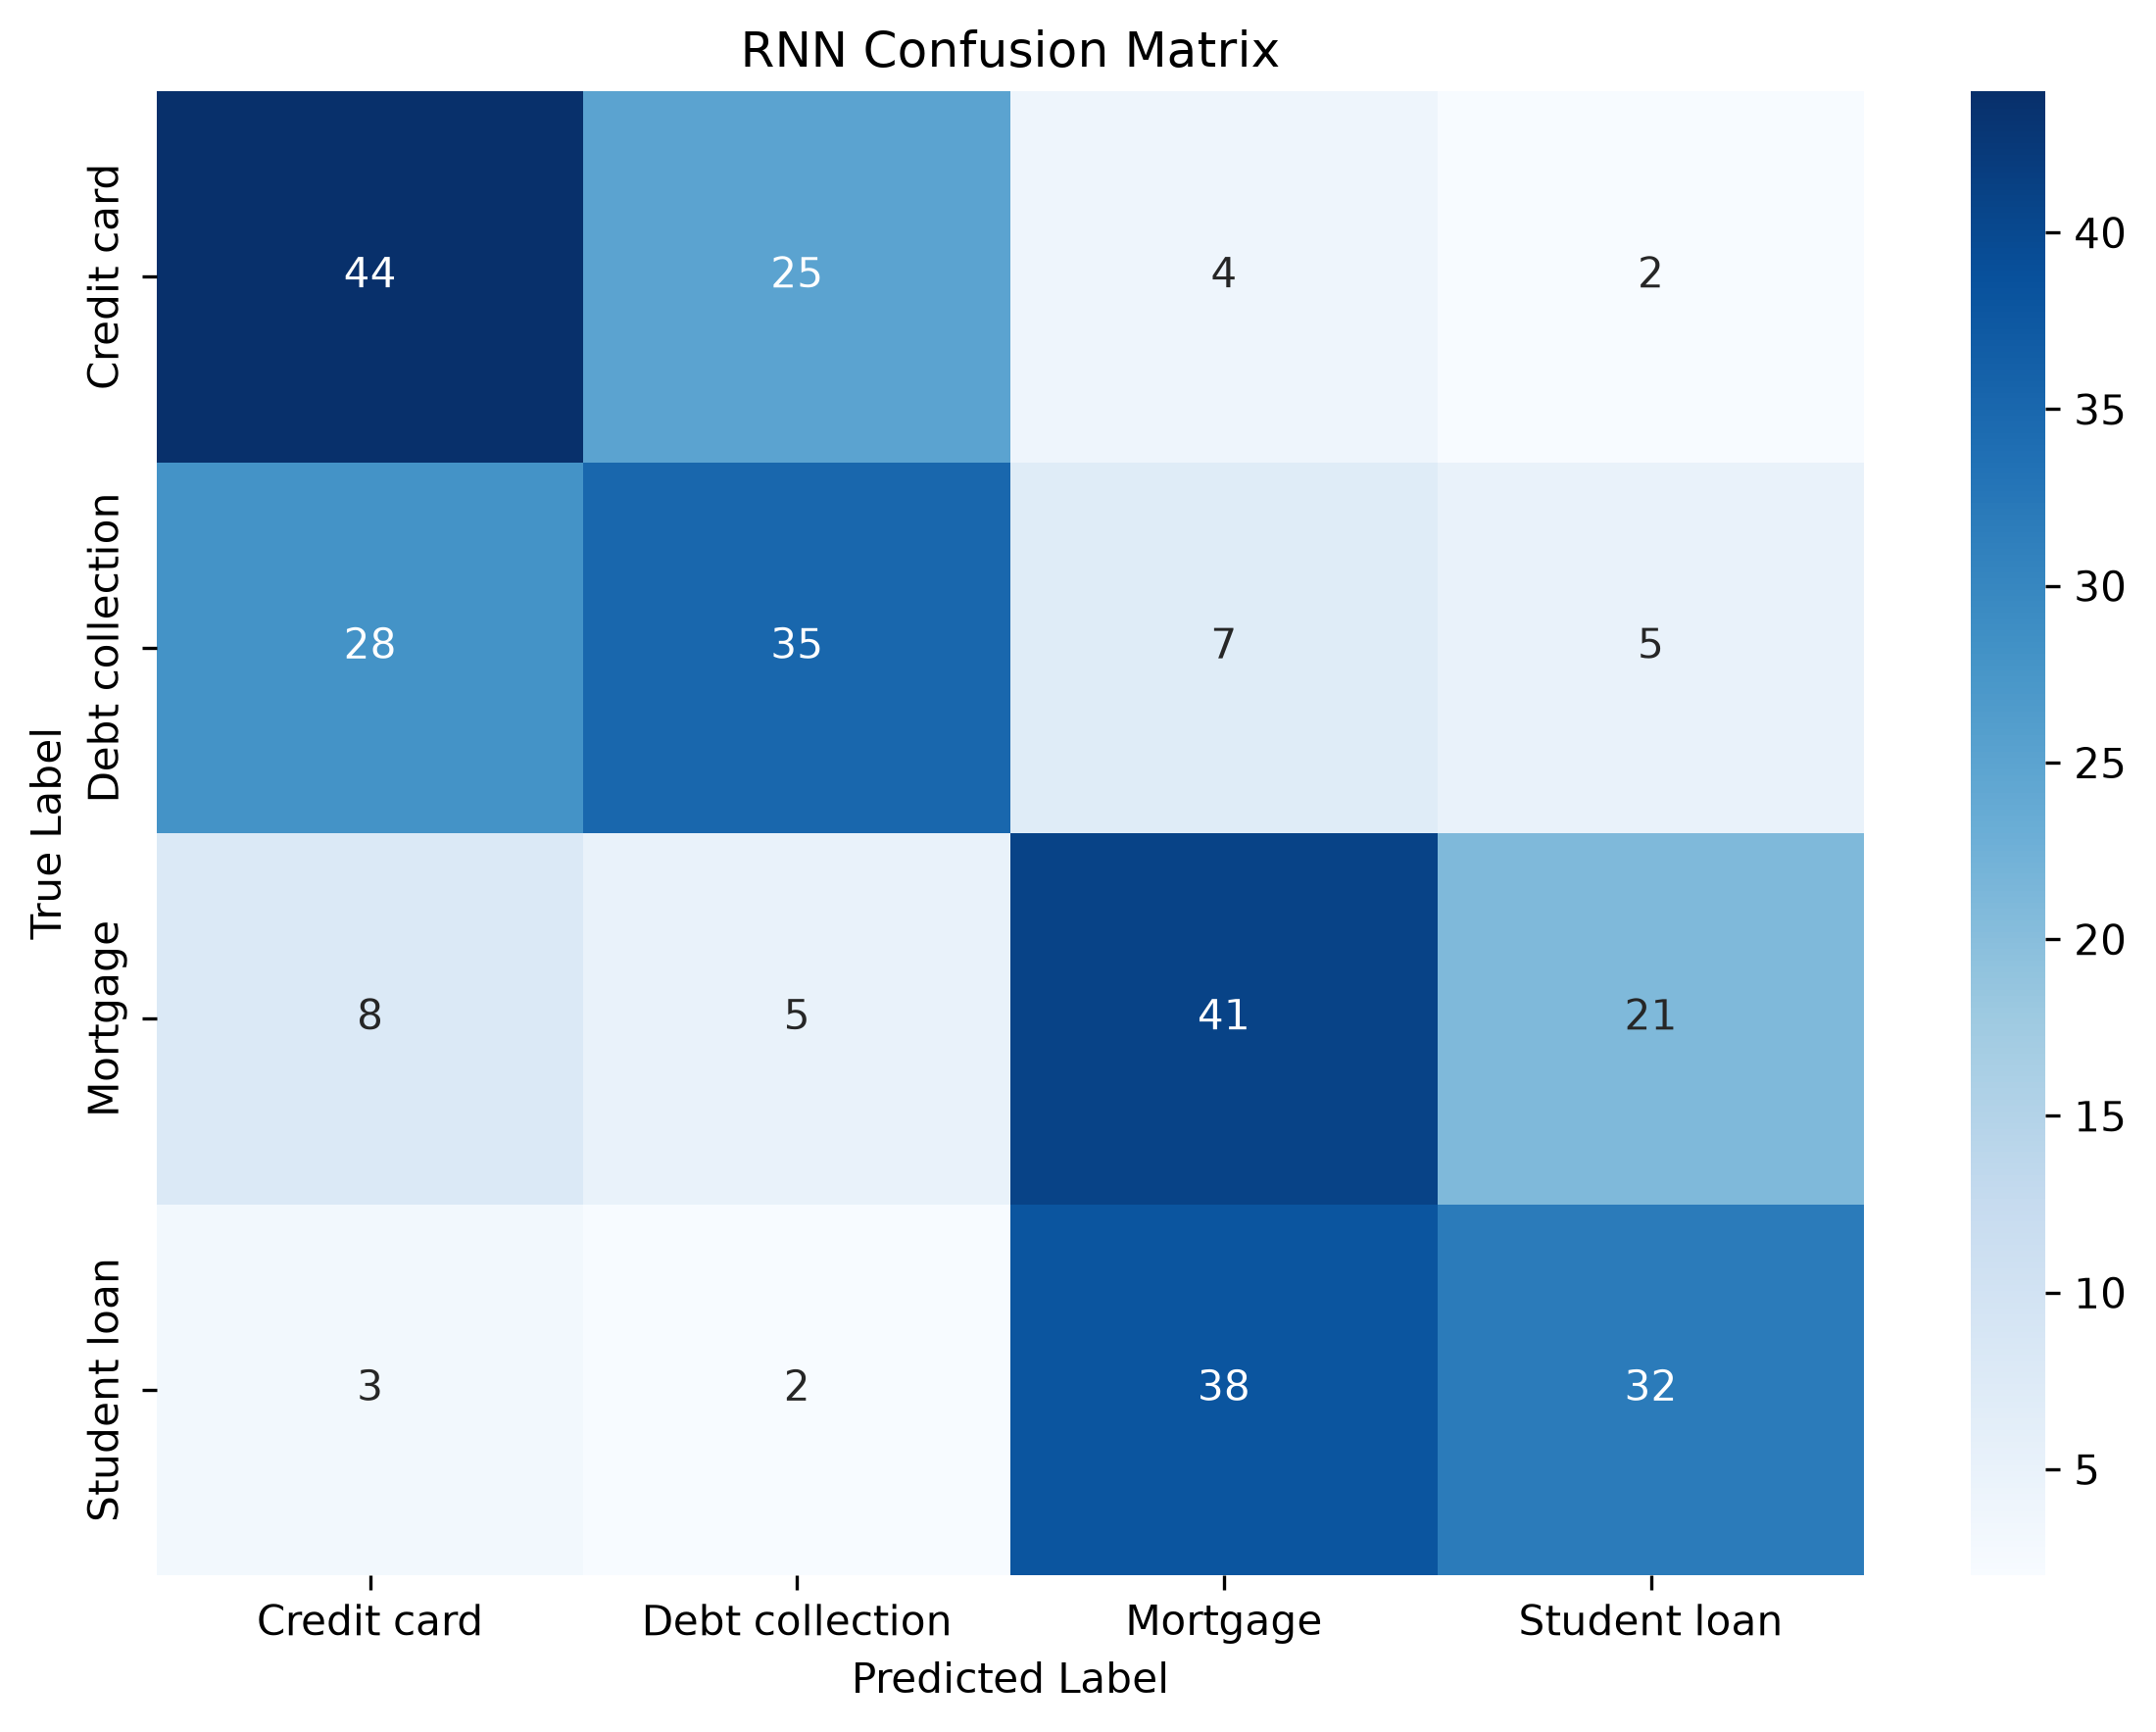 RNN Confusion Matrix
True Label
Credit card
44 25 4 2
Debt collection
28 35 7 5
Mortgage
8 5 41 21
Student loan
3 2 38 32
Credit card Debt collection Mortgage Student loan
Predicted Label
40
35
30
25
20
15
10
5